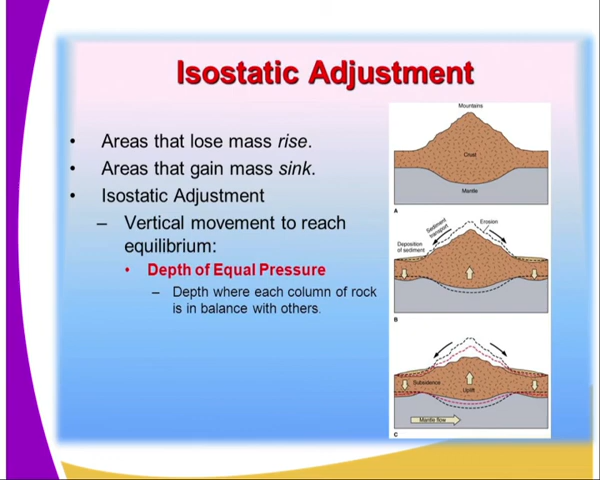 Isostatic Adjustment
• Areas that lose mass rise.
• Areas that gain mass sink.
• Isostatic Adjustment
– Vertical movement to reach
equilibrium:
• Depth of Equal Pressure
– Depth where each column of rock
is in balance with others.
Mountains
Crust
Mantle
A
Sediment
transport
Erosion
Deposition
of sediment
B
Subsidence
Uplift
Mantle flow
C